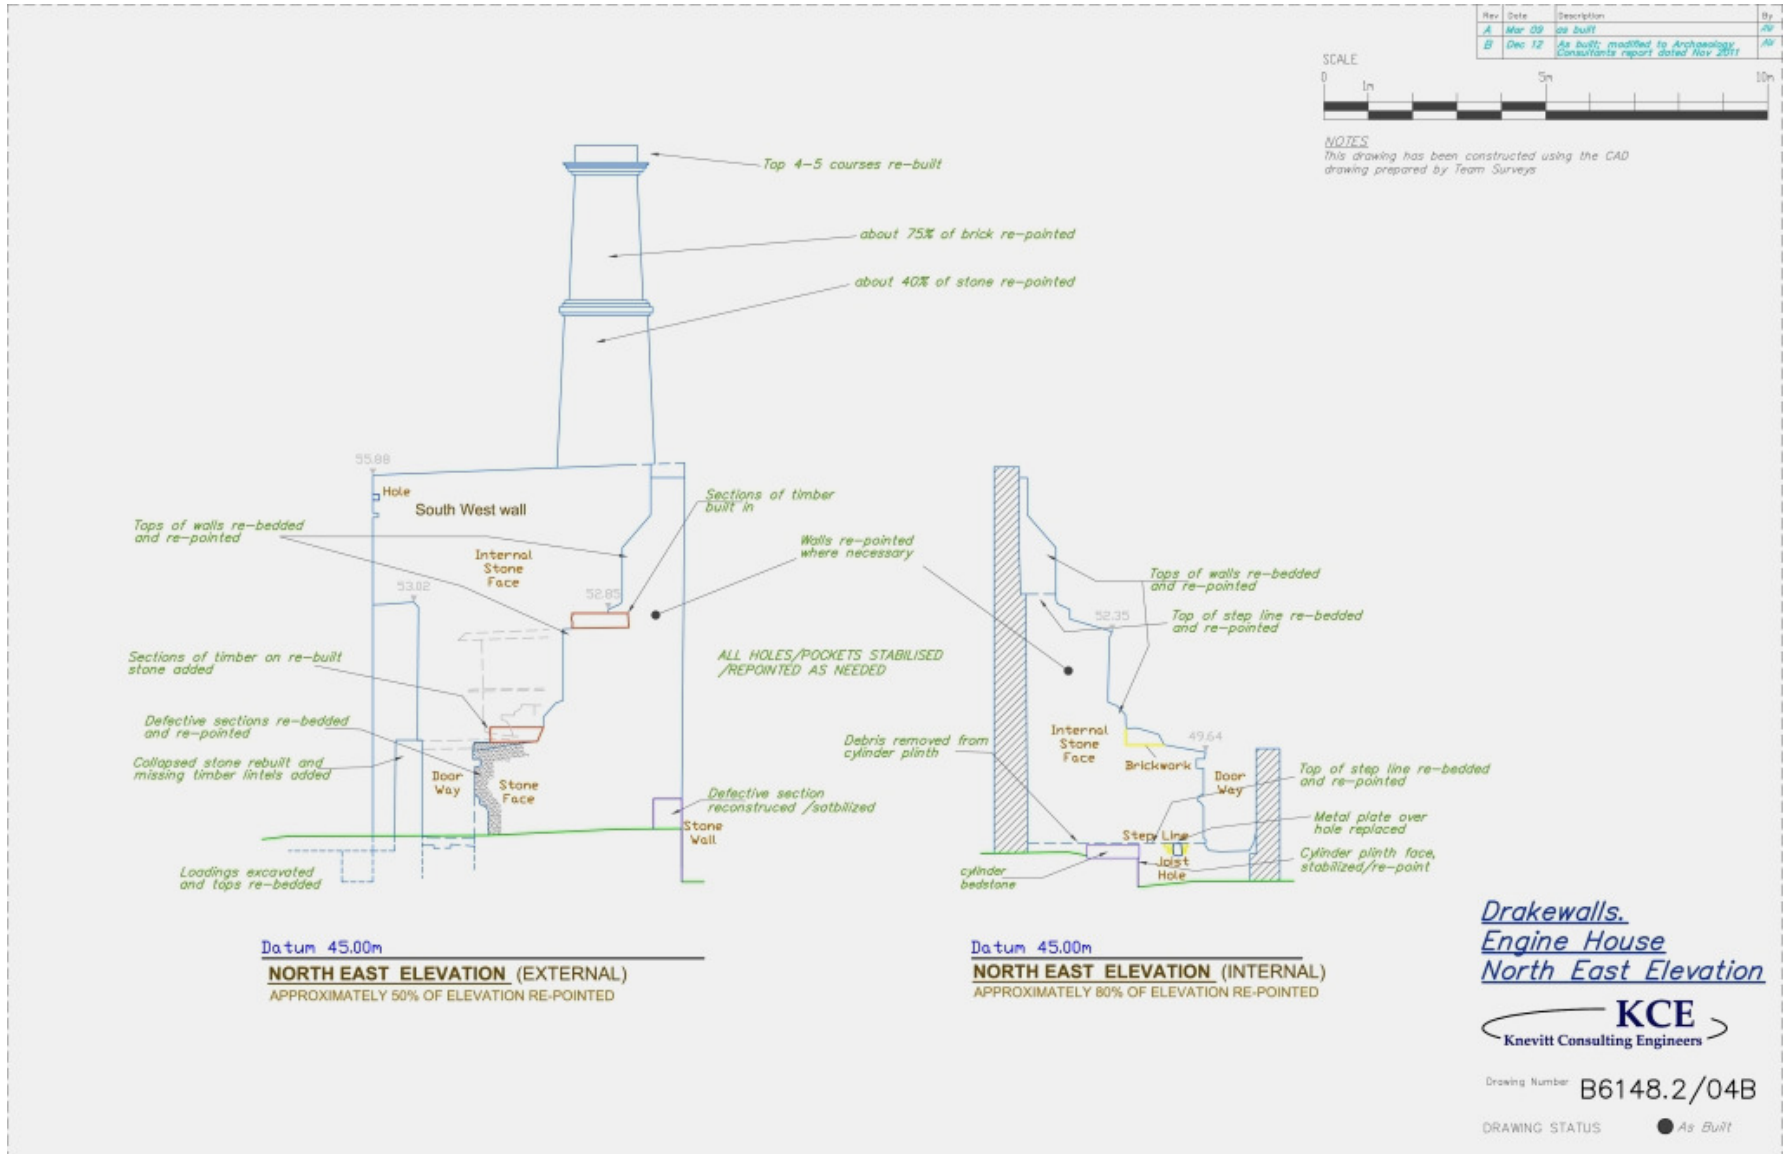 Rev Date Description By
A Mar 09 as built AV
B Dec 12 As built; modified to Archaeology
Consultants report dated Nov 2011 AV
SCALE
0 1m 5m 10m
NOTES
This drawing has been constructed using the CAD
drawing prepared by Team Surveys
Top 4-5 courses re-built
about 75% of brick re-pointed
about 40% of stone re-pointed
55.88
Hole
South West wall
Sections of timber
built in
Tops of walls re-bedded
and re-pointed
Internal
Stone
Face
53.02
52.85
Walls re-pointed
where necessary
Sections of timber on re-built
stone added
ALL HOLES/POCKETS STABILISED
/REPOINTED AS NEEDED
Defective sections re-bedded
and re-pointed
Collapsed stone rebuilt and
missing timber lintels added
Door
Way
Stone
Face
Defective section
reconstruced /satbilized
Stone
Wall
Loadings excavated
and tops re-bedded
Datum 45.00m
NORTH EAST ELEVATION (EXTERNAL)
APPROXIMATELY 50% OF ELEVATION RE-POINTED
Tops of walls re-bedded
and re-pointed
52.35
Top of step line re-bedded
and re-pointed
Internal
Stone
Face
49.64
Debris removed from
cylinder plinth
Brickwork
Door
Way
Top of step line re-bedded
and re-pointed
Metal plate over
hole replaced
Step Line
Joist
Hole
Cylinder plinth face,
stabilized/re-point
cylinder
bedstone
Datum 45.00m
NORTH EAST ELEVATION (INTERNAL)
APPROXIMATELY 80% OF ELEVATION RE-POINTED
Drakewalls.
Engine House
North East Elevation
KCE
Knevitt Consulting Engineers
Drawing Number B6148.2/04B
DRAWING STATUS As Built